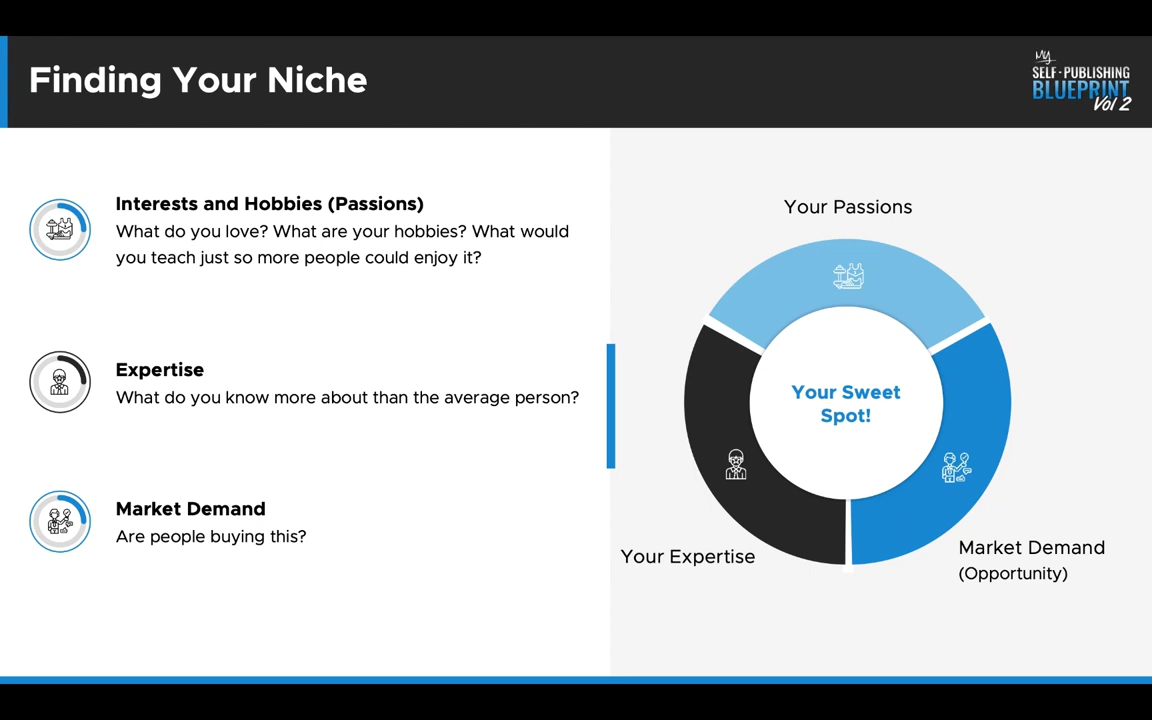 Finding Your Niche
My
SELF-PUBLISHING
BLUEPRINT
Vol 2
Interests and Hobbies (Passions)
What do you love? What are your hobbies? What would
you teach just so more people could enjoy it?
Expertise
What do you know more about than the average person?
Market Demand
Are people buying this?
Your Passions
Your Sweet
Spot!
Your Expertise
Market Demand
(Opportunity)